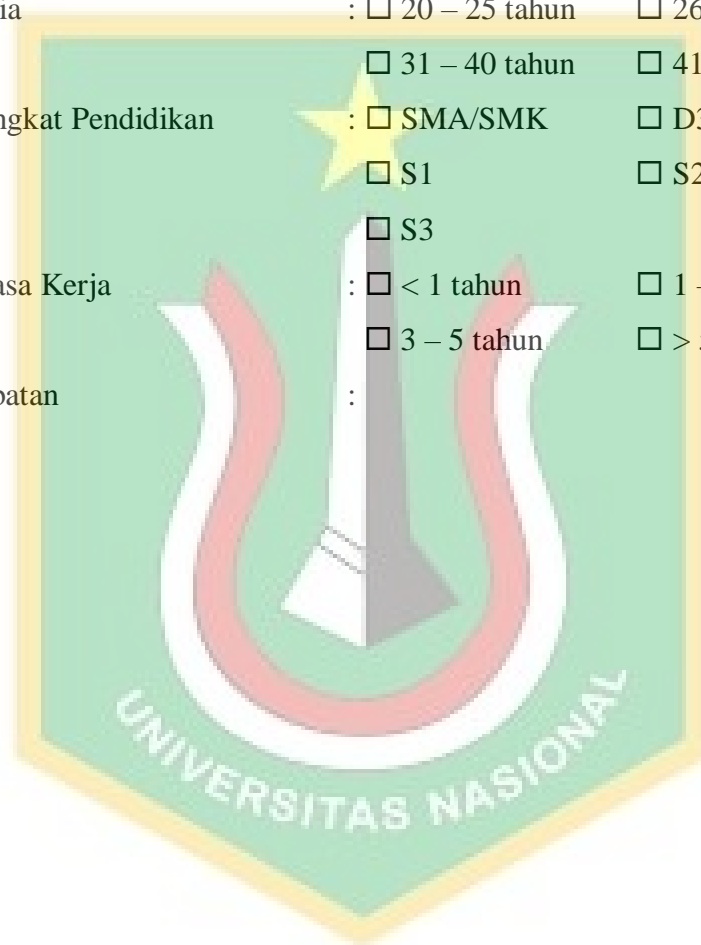 ia : ☐ 20 – 25 tahun ☐ 26
☐ 31 – 40 tahun ☐ 41
ngkat Pendidikan : ☐ SMA/SMK ☐ D3
☐ S1 ☐ S2
☐ S3
asa Kerja : ☐ < 1 tahun ☐ 1 –
☐ 3 – 5 tahun ☐ >
batan :
UNIVERSITAS NASIONAL